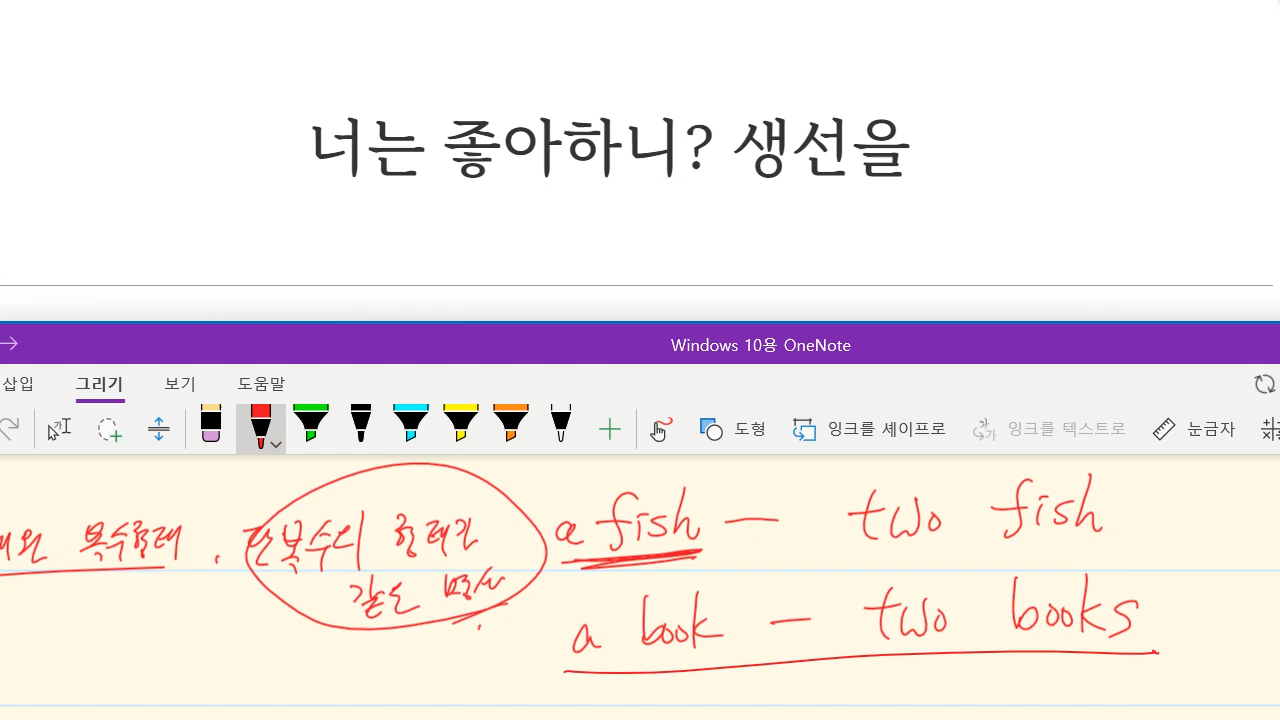 너는 좋아하니? 생선을
Windows 10용 OneNote
삽입 그리기 보기 도움말
도형 잉크를 셰이프로 잉크를 텍스트로 눈금자
복수형태 . 단복수의 형태가 a fish — two fish
같은 명사
a book — two books